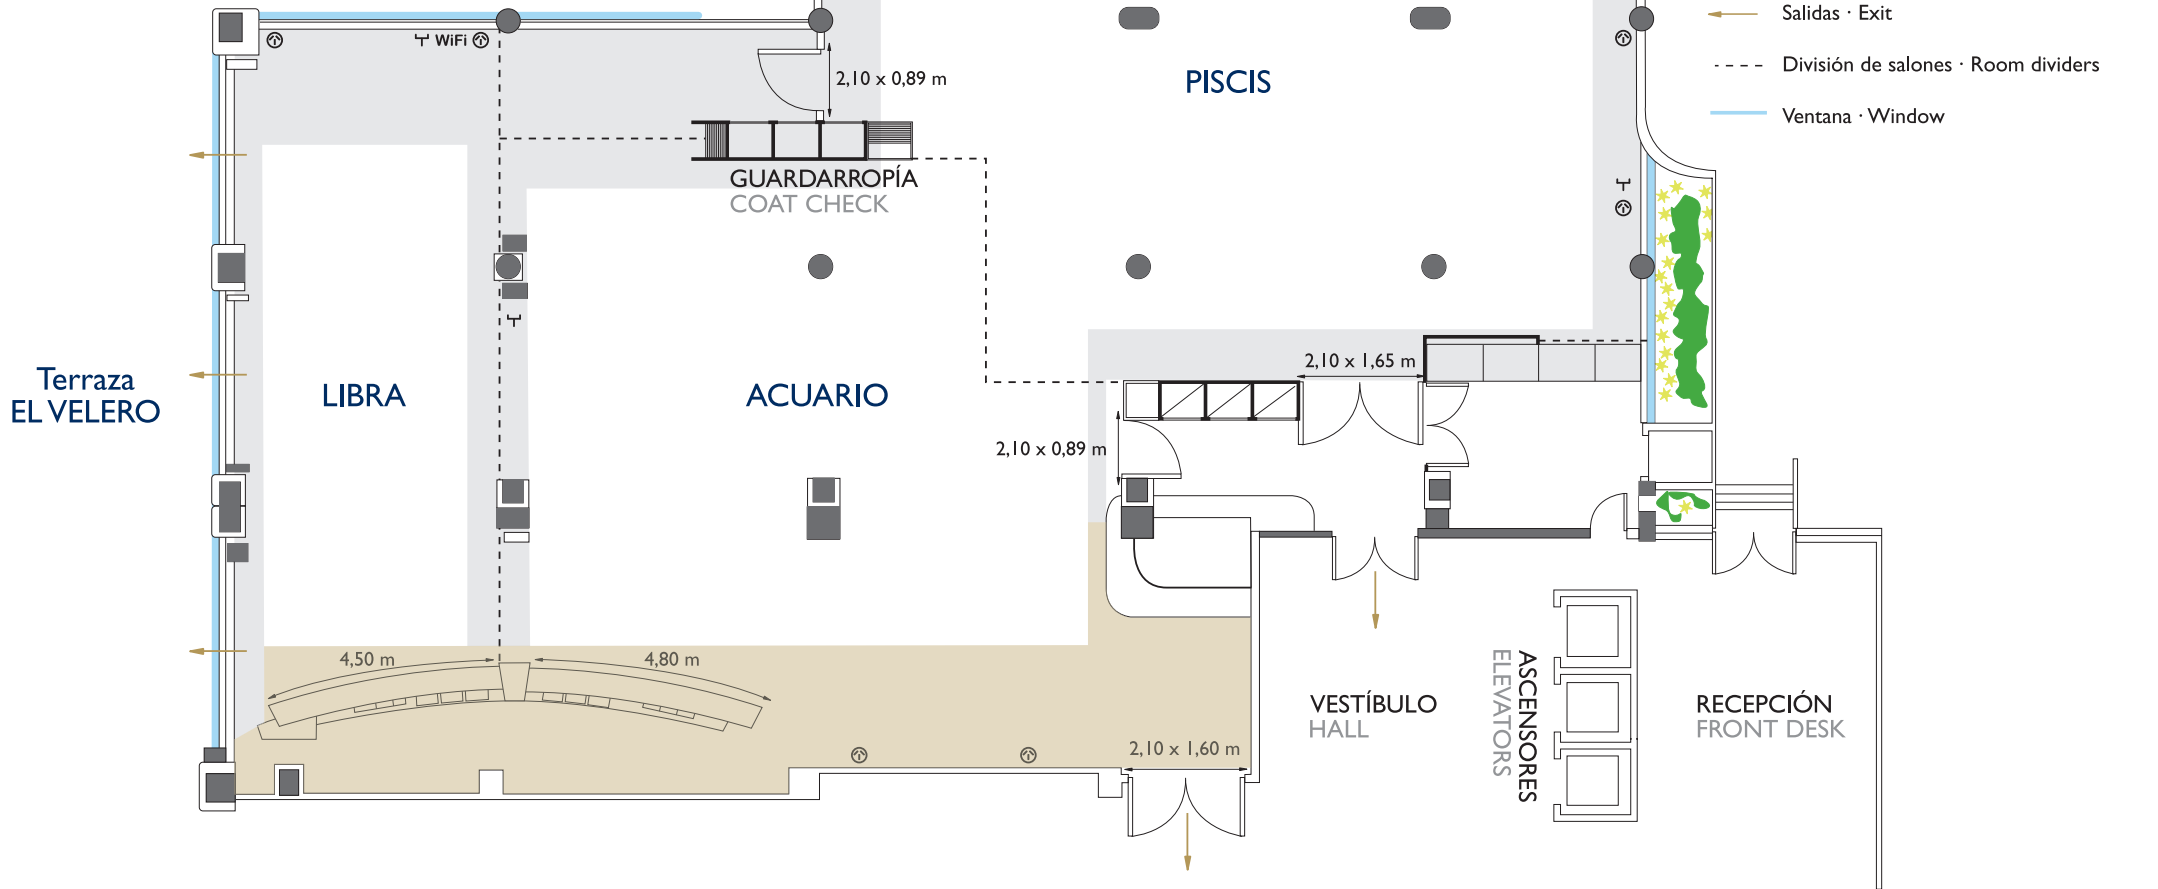 Salidas · Exit
WiFi
División de salones · Room dividers
2,10 x 0,89 m
PISCIS
Ventana · Window
GUARDARROPÍA
COAT CHECK
2,10 x 1,65 m
Terraza
EL VELERO
LIBRA
ACUARIO
2,10 x 0,89 m
4,50 m
4,80 m
VESTÍBULO
HALL
ASCENSORES
ELEVATORS
RECEPCIÓN
FRONT DESK
2,10 x 1,60 m